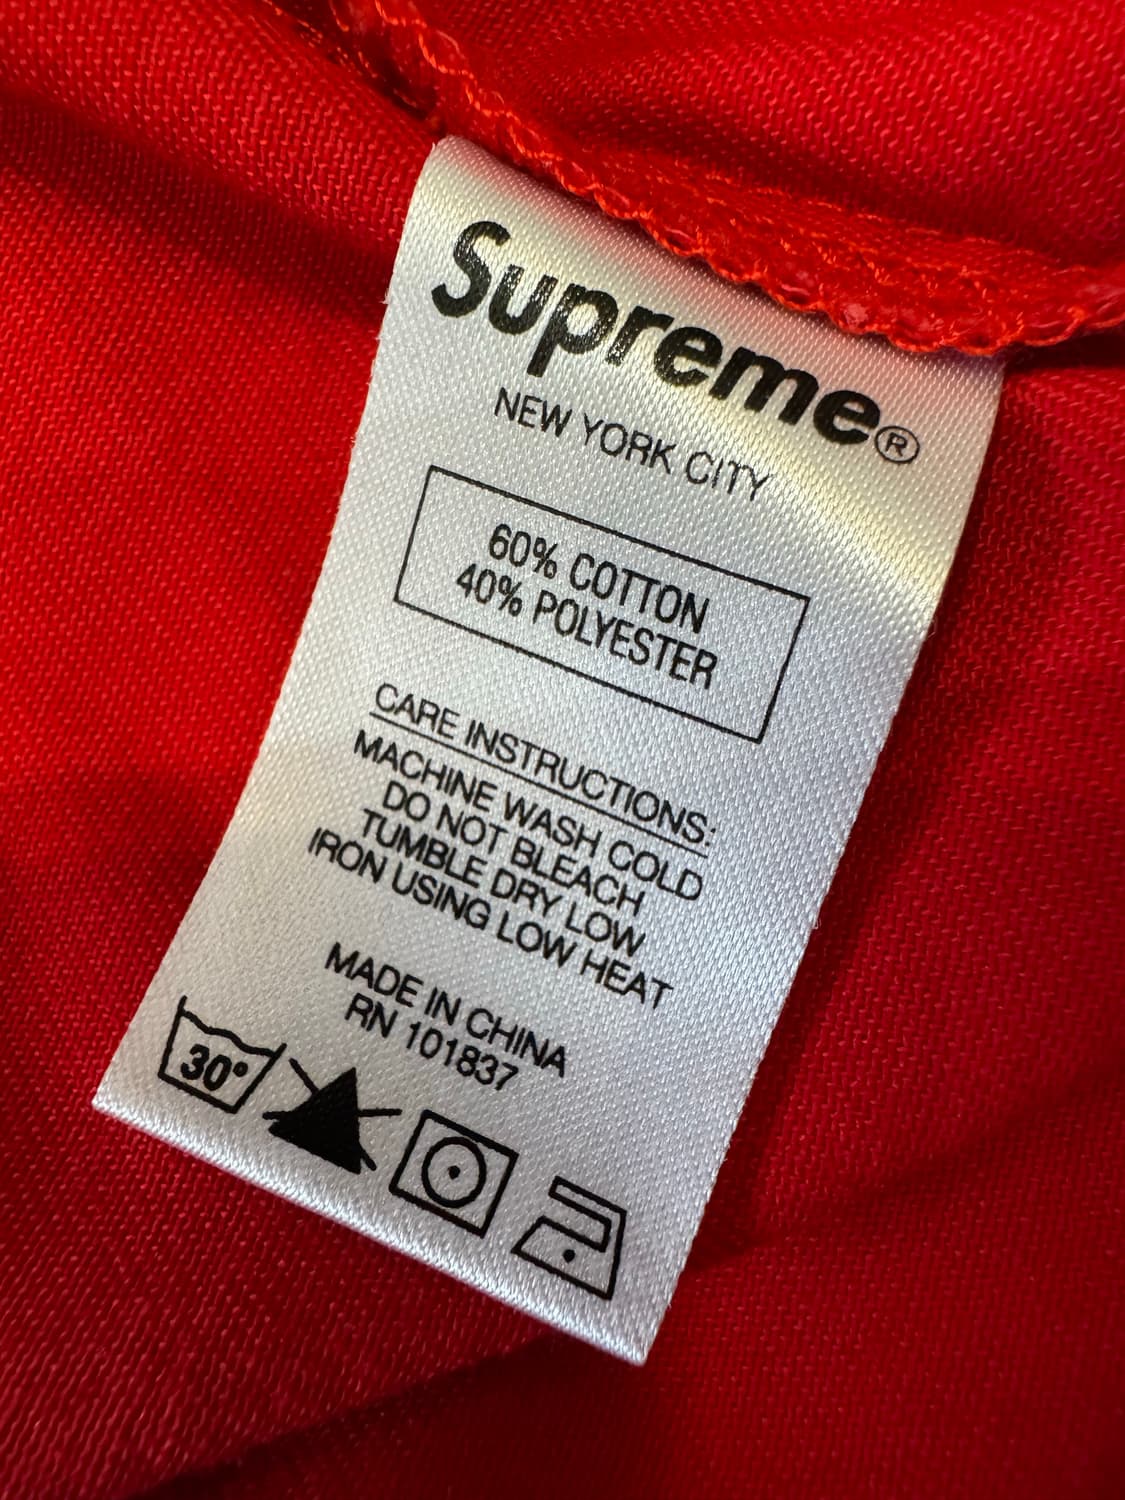 Supreme®
NEW YORK CITY
60% COTTON
40% POLYESTER
CARE INSTRUCTIONS:
MACHINE WASH COLD
DO NOT BLEACH
TUMBLE DRY LOW
IRON USING LOW HEAT
MADE IN CHINA
RN 101837
30°